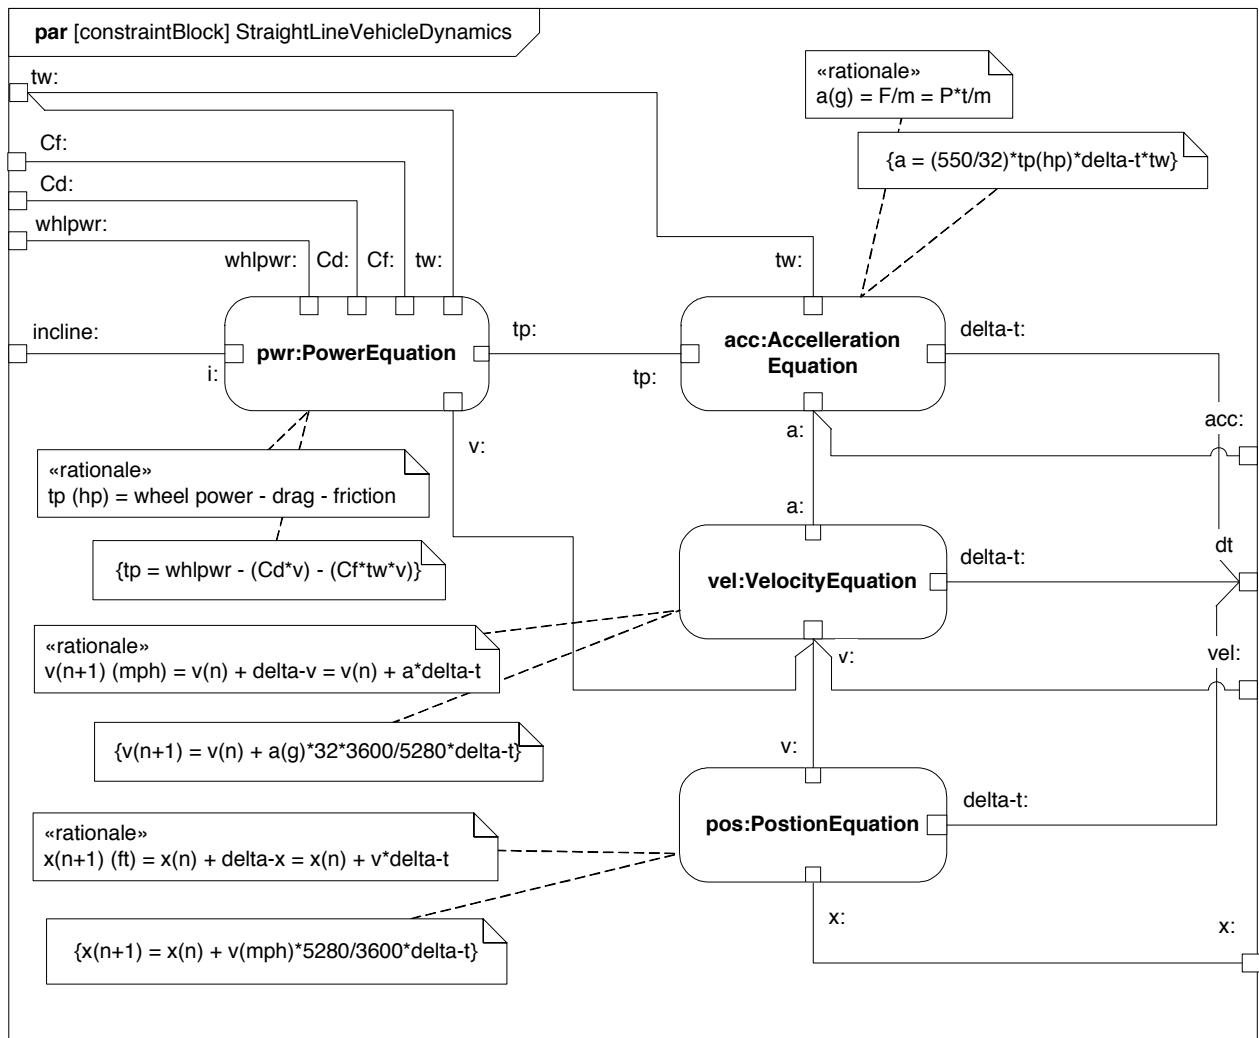 par [constraintBlock] StraightLineVehicleDynamics
tw:
«rationale»
a(g) = F/m = P*t/m
Cf:
{a = (550/32)*tp(hp)*delta-t*tw}
Cd:
whlpwr:
whlpwr: Cd: Cf: tw:
tw:
incline:
tp:
delta-t:
pwr:PowerEquation
acc:Accelleration
Equation
i:
tp:
acc:
v:
a:
«rationale»
tp (hp) = wheel power - drag - friction
a:
dt
{tp = whlpwr - (Cd*v) - (Cf*tw*v)}
delta-t:
vel:VelocityEquation
«rationale»
v(n+1) (mph) = v(n) + delta-v = v(n) + a*delta-t
v:
vel:
{v(n+1) = v(n) + a(g)*32*3600/5280*delta-t}
v:
delta-t:
«rationale»
x(n+1) (ft) = x(n) + delta-x = x(n) + v*delta-t
pos:PostionEquation
x:
x:
{x(n+1) = x(n) + v(mph)*5280/3600*delta-t}